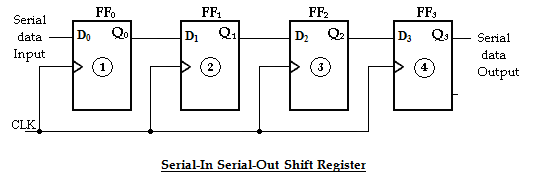 FF0 FF1 FF2 FF3
Serial
data
Input
D0 Q0 D1 Q1 D2 Q2 D3 Q3
Serial
data
Output
1 2 3 4
CLK
Serial-In Serial-Out Shift Register